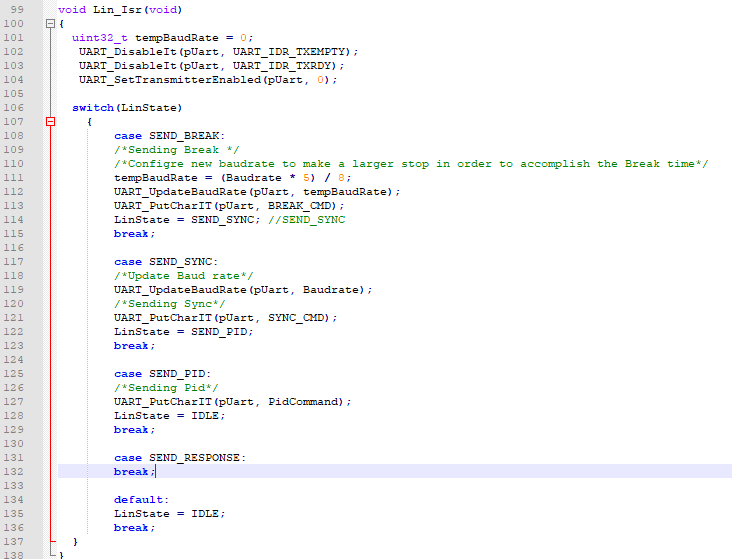 99 void Lin_Isr(void)
100 {
101 uint32_t tempBaudRate = 0;
102 UART_DisableIt(pUart, UART_IDR_TXEMPTY);
103 UART_DisableIt(pUart, UART_IDR_TXRDY);
104 UART_SetTransmitterEnabled(pUart, 0);
105
106 switch(LinState)
107 {
108 case SEND_BREAK:
109 /*Sending Break */
110 /*Configre new baudrate to make a larger stop in order to accomplish the Break time*/
111 tempBaudRate = (Baudrate * 5) / 8;
112 UART_UpdateBaudRate(pUart, tempBaudRate);
113 UART_PutCharIT(pUart, BREAK_CMD);
114 LinState = SEND_SYNC; //SEND_SYNC
115 break;
116
117 case SEND_SYNC:
118 /*Update Baud rate*/
119 UART_UpdateBaudRate(pUart, Baudrate);
120 /*Sending Sync*/
121 UART_PutCharIT(pUart, SYNC_CMD);
122 LinState = SEND_PID;
123 break;
124
125 case SEND_PID:
126 /*Sending Pid*/
127 UART_PutCharIT(pUart, PidCommand);
128 LinState = IDLE;
129 break;
130
131 case SEND_RESPONSE:
132 break;
133
134 default:
135 LinState = IDLE;
136 break;
137 }
138 }